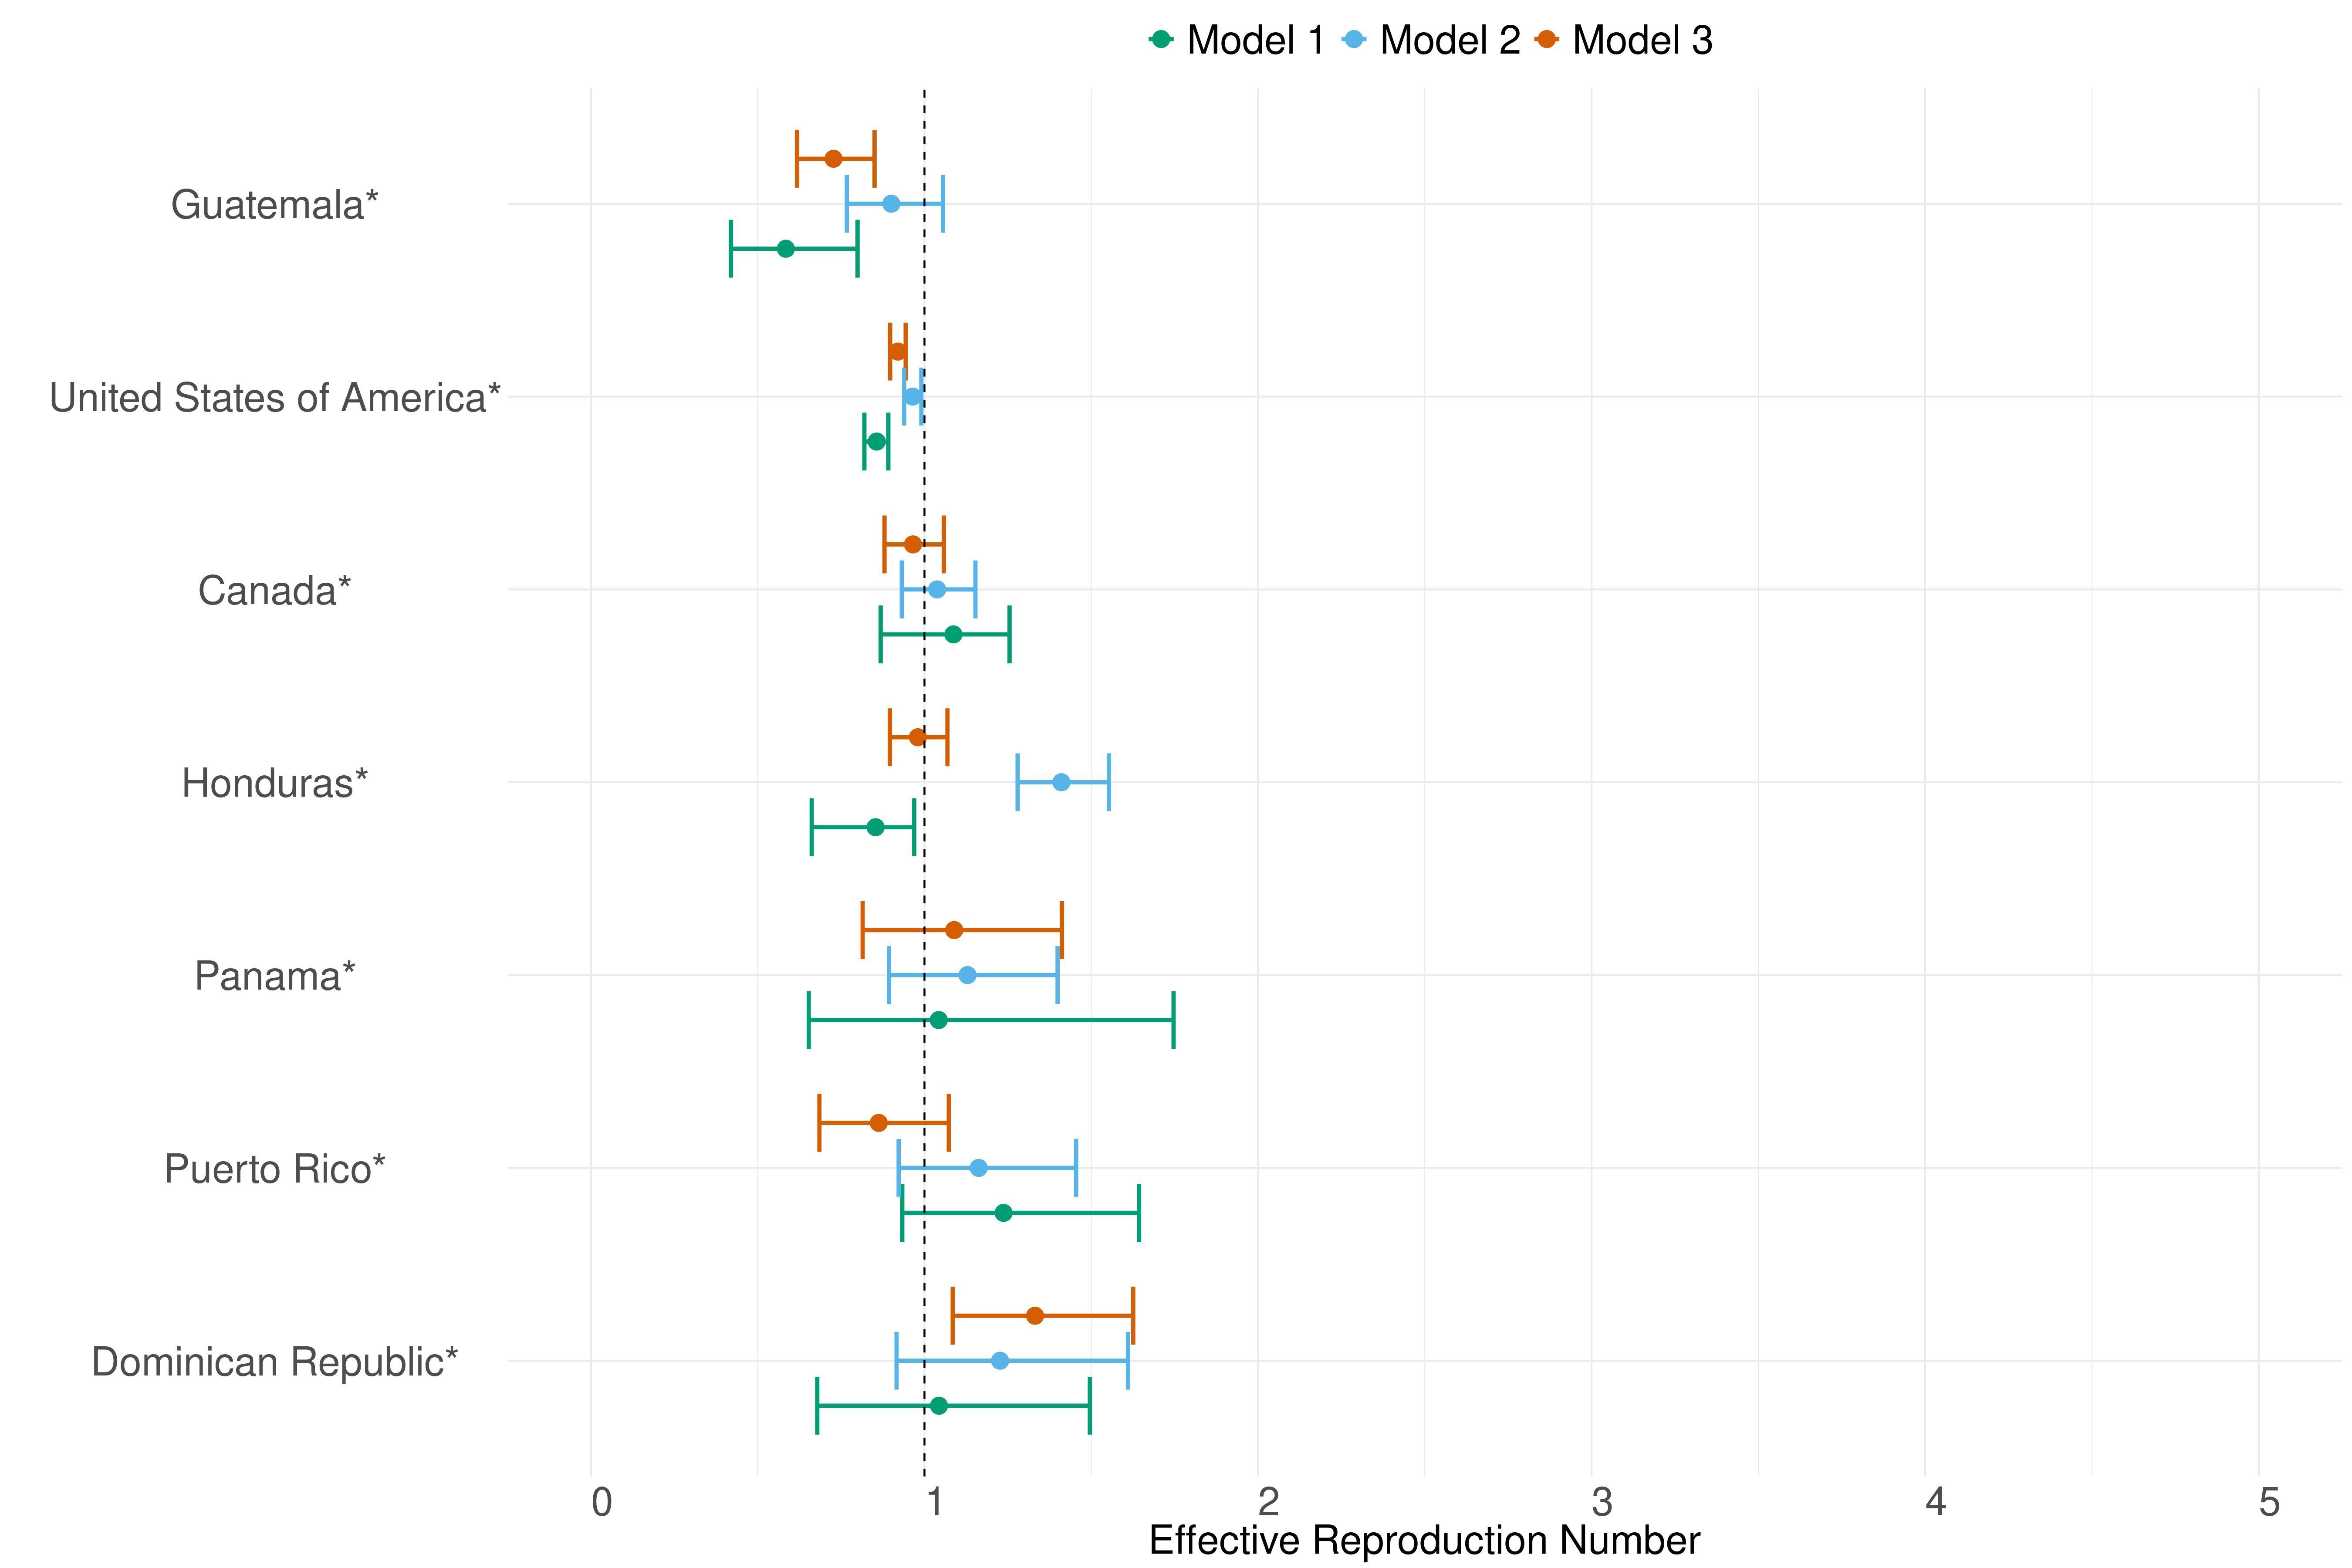 Model 1 Model 2 Model 3
Guatemala*
United States of America*
Canada*
Honduras*
Panama*
Puerto Rico*
Dominican Republic*
0 1 2 3 4 5
Effective Reproduction Number